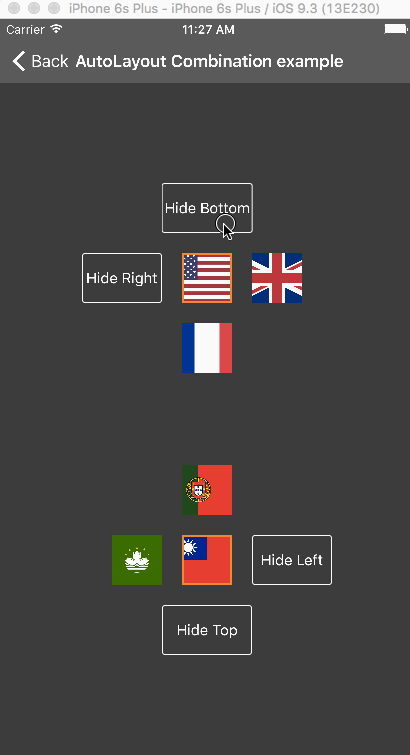 iPhone 6s Plus - iPhone 6s Plus / iOS 9.3 (13E230)
Carrier 11:27 AM
Back AutoLayout Combination example
Hide Bottom
Hide Right
Hide Left
Hide Top